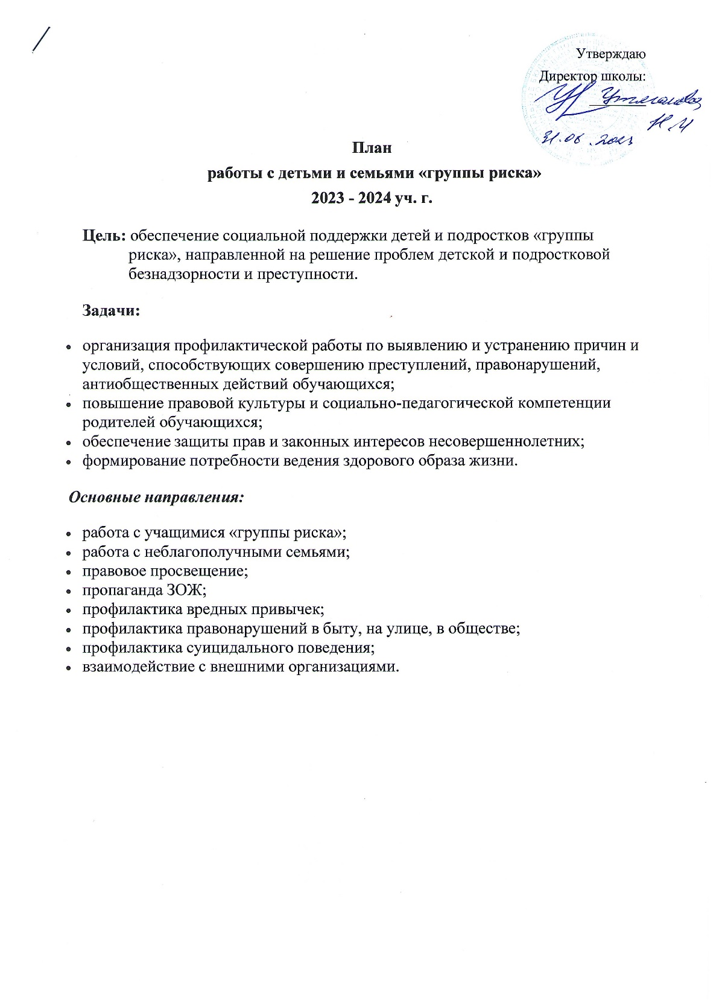 Утверждаю
Директор школы:
Н.И
31.06.2023
План
работы с детьми и семьями «группы риска»
2023 - 2024 уч. г.
Цель: обеспечение социальной поддержки детей и подростков «группы
риска», направленной на решение проблем детской и подростковой
безнадзорности и преступности.
Задачи:
• организация профилактической работы по выявлению и устранению причин и
условий, способствующих совершению преступлений, правонарушений,
антиобщественных действий обучающихся;
• повышение правовой культуры и социально-педагогической компетенции
родителей обучающихся;
• обеспечение защиты прав и законных интересов несовершеннолетних;
• формирование потребности ведения здорового образа жизни.
Основные направления:
• работа с учащимися «группы риска»;
• работа с неблагополучными семьями;
• правовое просвещение;
• пропаганда ЗОЖ;
• профилактика вредных привычек;
• профилактика правонарушений в быту, на улице, в обществе;
• профилактика суицидального поведения;
• взаимодействие с внешними организациями.